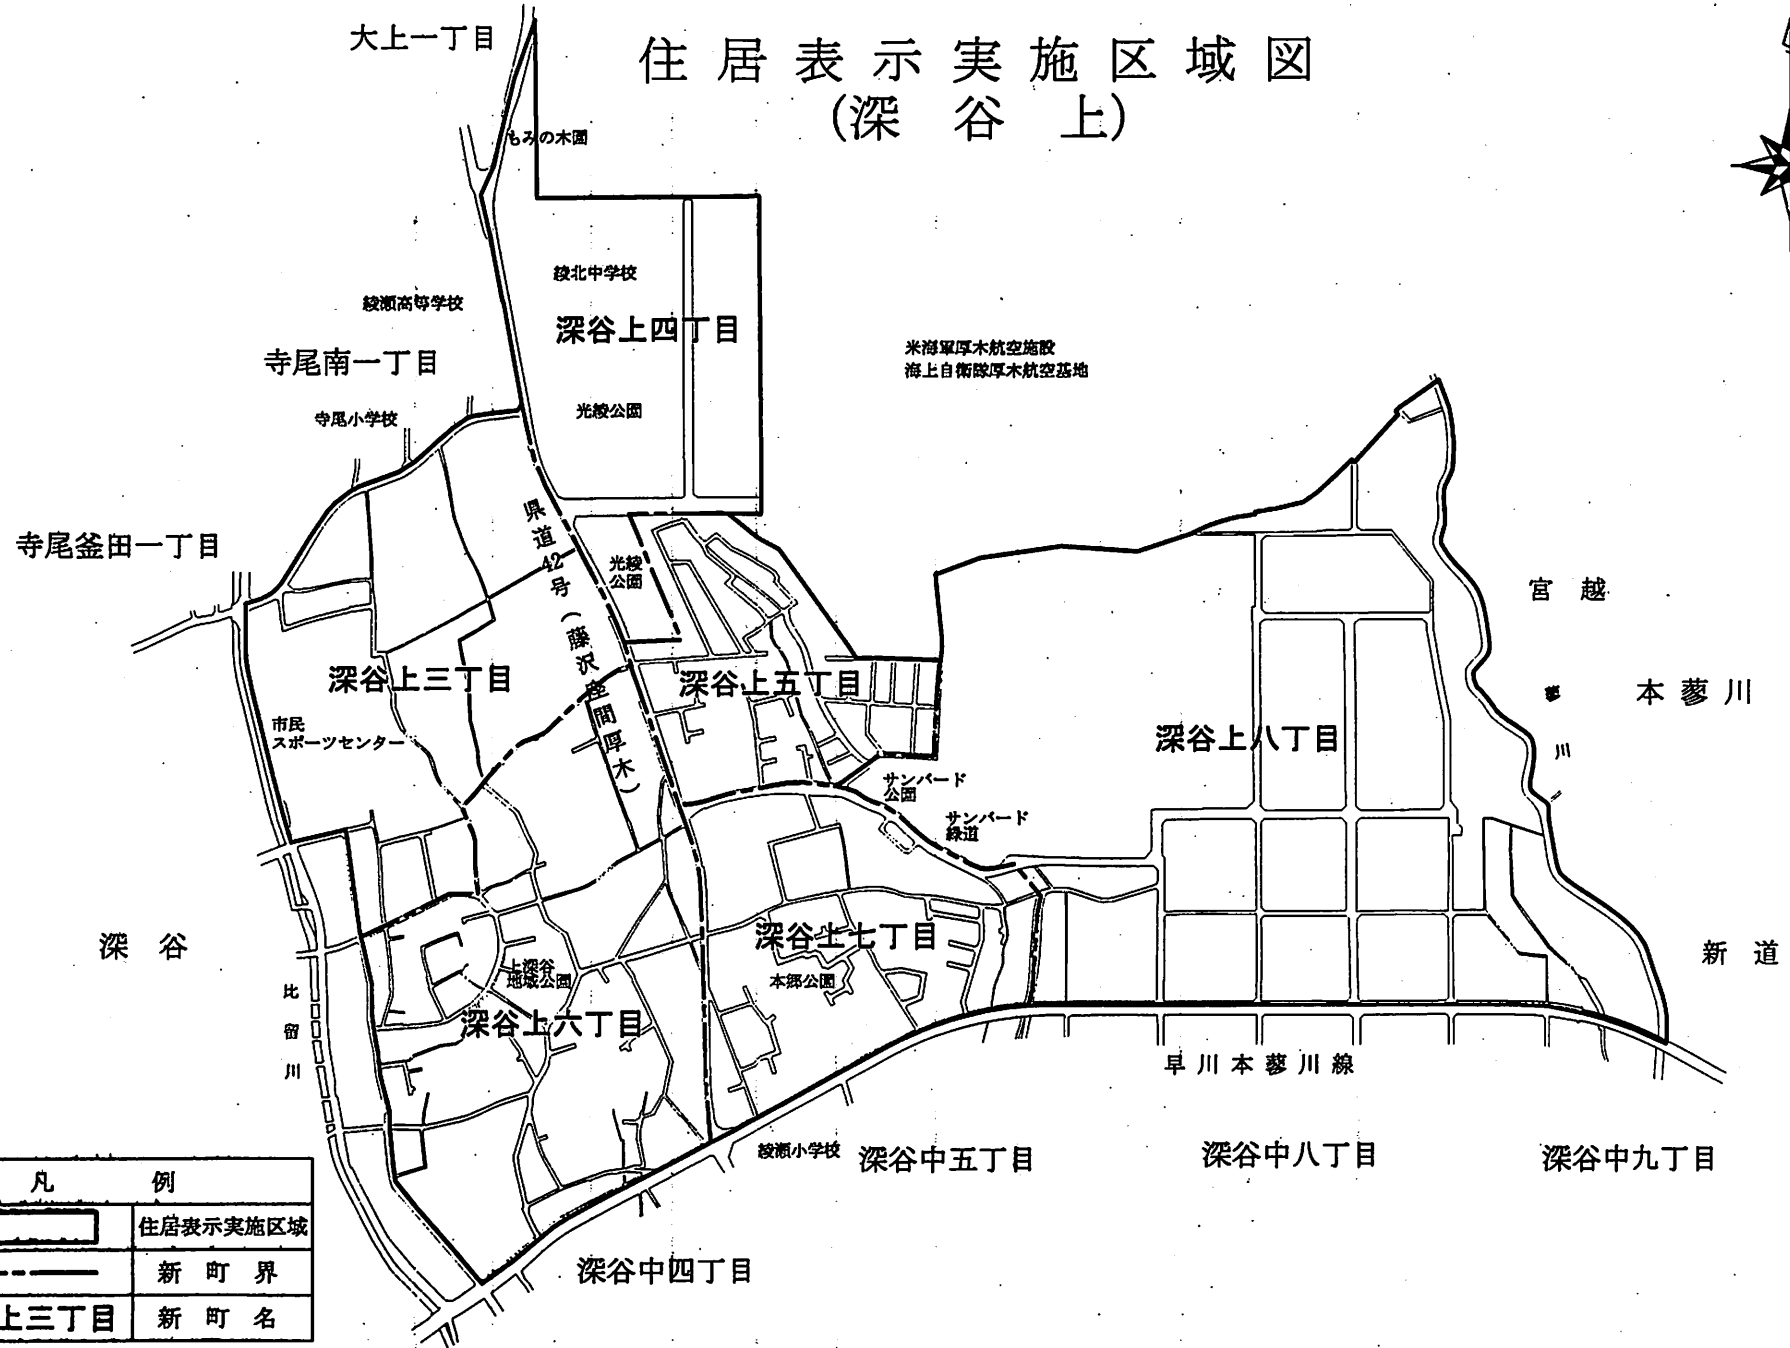 住居表示実施区域図
(深谷上)
大上一丁目
もみの木園
綾北中学校
綾瀬高等学校
深谷上四丁目
寺尾南一丁目
米海軍厚木航空施設
海上自衛隊厚木航空基地
寺尾小学校
光綾公園
県道42号(藤沢座間厚木)
寺尾釜田一丁目
光綾
公園
宮越
深谷上三丁目
深谷上五丁目
本蓼川
市民
スポーツセンター
深谷上八丁目
蓼川
サンバード
公園
サンバード
緑道
深谷
深谷上七丁目
新道
上深谷
地域公園
本郷公園
比留川
深谷上六丁目
早川本蓼川線
綾瀬小学校
深谷中五丁目
深谷中八丁目
深谷中九丁目
深谷中四丁目
凡例
住居表示実施区域
新町界
上三丁目
新町名